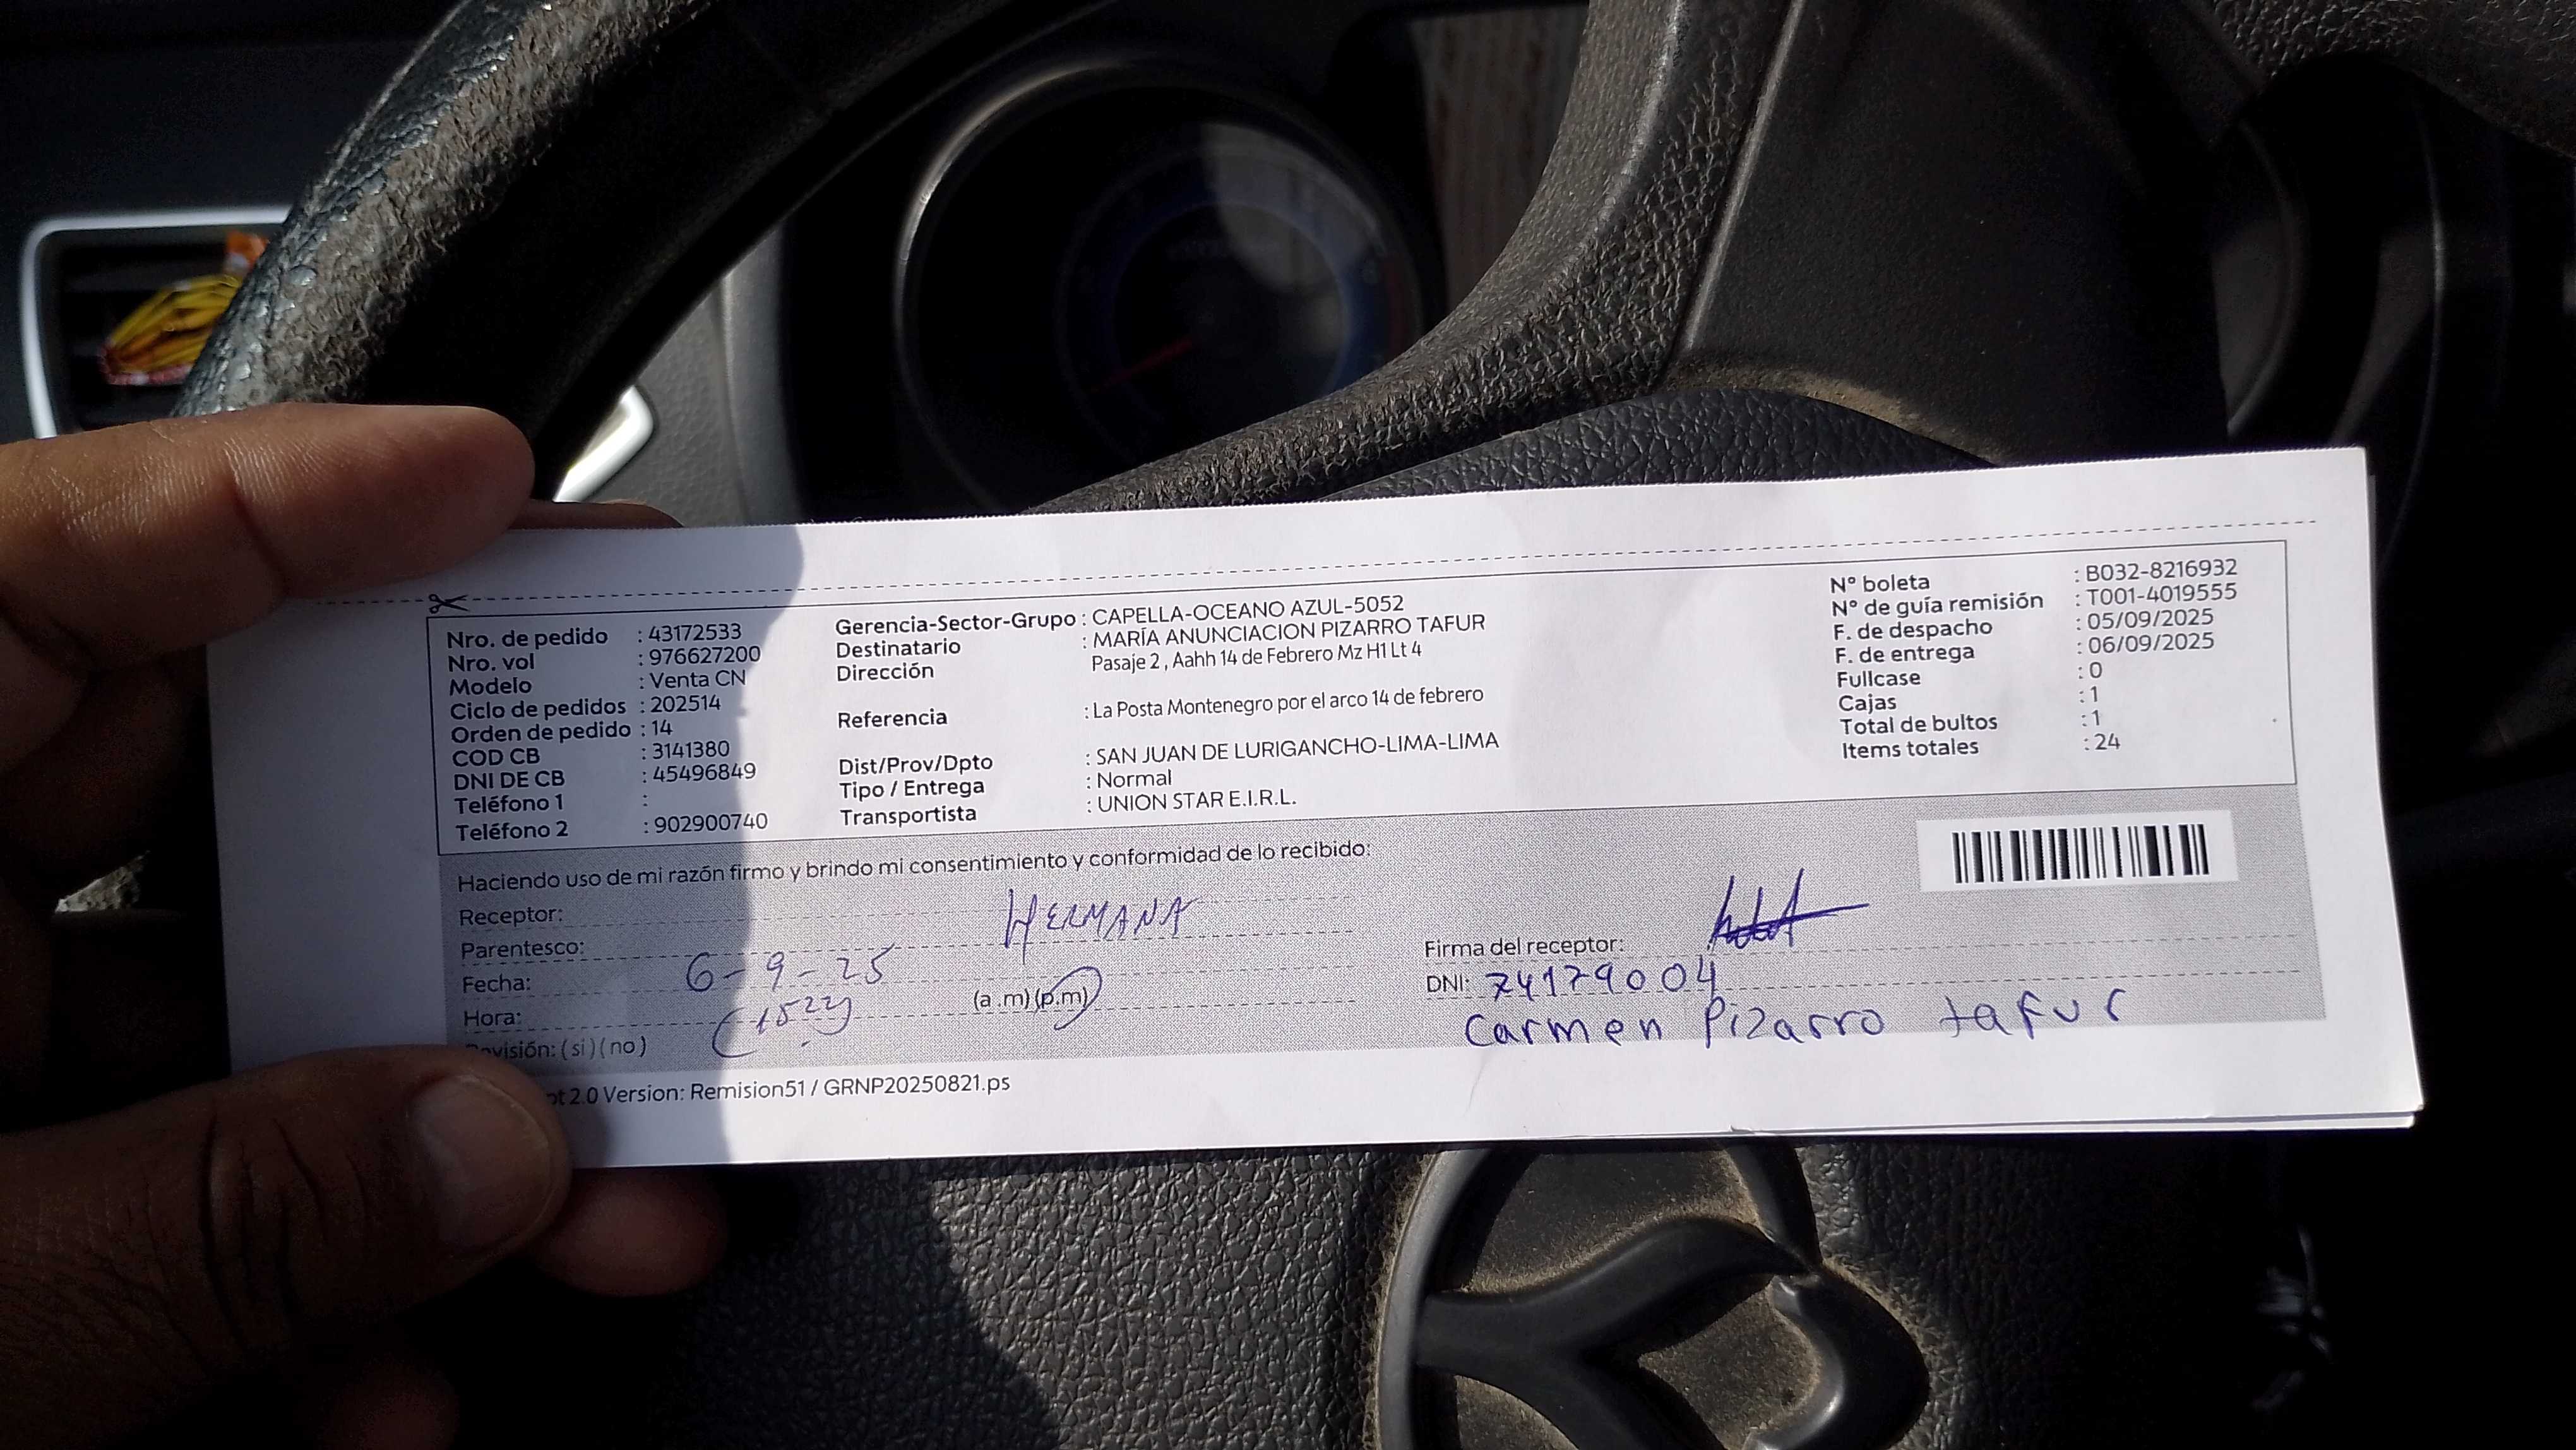 Nro. de pedido : 43172533
Nro. vol : 976627200
Modelo : Venta CN
Ciclo de pedidos : 202514
Orden de pedido : 14
COD CB : 3141380
DNI DE CB : 45496849
Teléfono 1 :
Teléfono 2 : 902900740
Gerencia-Sector-Grupo : CAPELLA-OCEANO AZUL-5052
Destinatario : MARÍA ANUNCIACION PIZARRO TAFUR
Dirección Pasaje 2 , Aahh 14 de Febrero Mz H1 Lt 4
Referencia : La Posta Montenegro por el arco 14 de febrero
Dist/Prov/Dpto : SAN JUAN DE LURIGANCHO-LIMA-LIMA
Tipo / Entrega : Normal
Transportista : UNION STAR E.I.R.L.
N° boleta : B032-8216932
N° de guía remisión : T001-4019555
F. de despacho : 05/09/2025
F. de entrega : 06/09/2025
Fullcase : 0
Cajas : 1
Total de bultos : 1
Items totales : 24
Haciendo uso de mi razón firmo y brindo mi consentimiento y conformidad de lo recibido:
Receptor:
Parentesco: HERMANA
Fecha: 6-9-25
Hora: (a .m) (p.m)
Revisión: ( si ) ( no )
Firma del receptor:
DNI: 74179004
Carmen Pizarro tafur
2.0 Version: Remision51 / GRNP20250821.ps